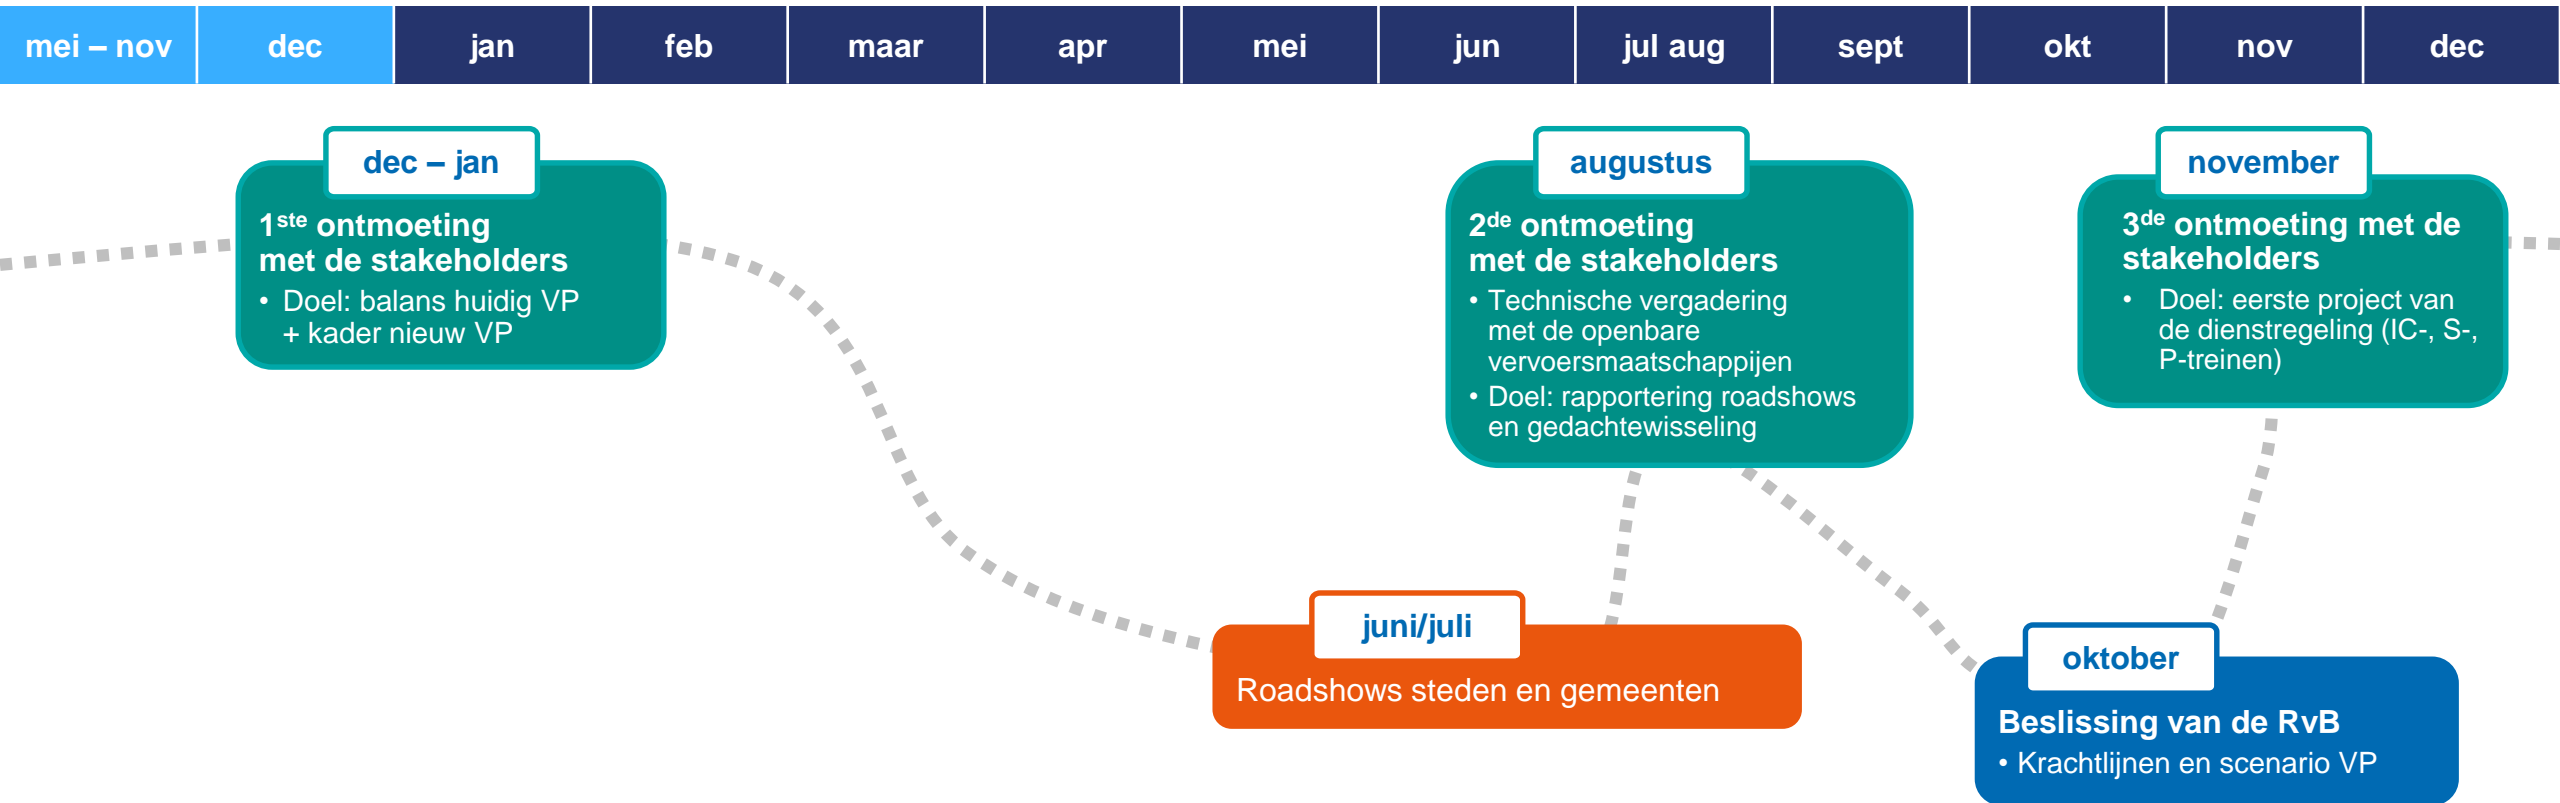 mei – nov dec jan feb maar apr mei jun jul aug sept okt nov dec
dec – jan
1ste ontmoeting
met de stakeholders
• Doel: balans huidig VP
+ kader nieuw VP
augustus
2de ontmoeting
met de stakeholders
• Technische vergadering
met de openbare
vervoersmaatschappijen
• Doel: rapportering roadshows
en gedachtewisseling
november
3de ontmoeting met de
stakeholders
• Doel: eerste project van
de dienstregeling (IC-, S-,
P-treinen)
juni/juli
Roadshows steden en gemeenten
oktober
Beslissing van de RvB
• Krachtlijnen en scenario VP